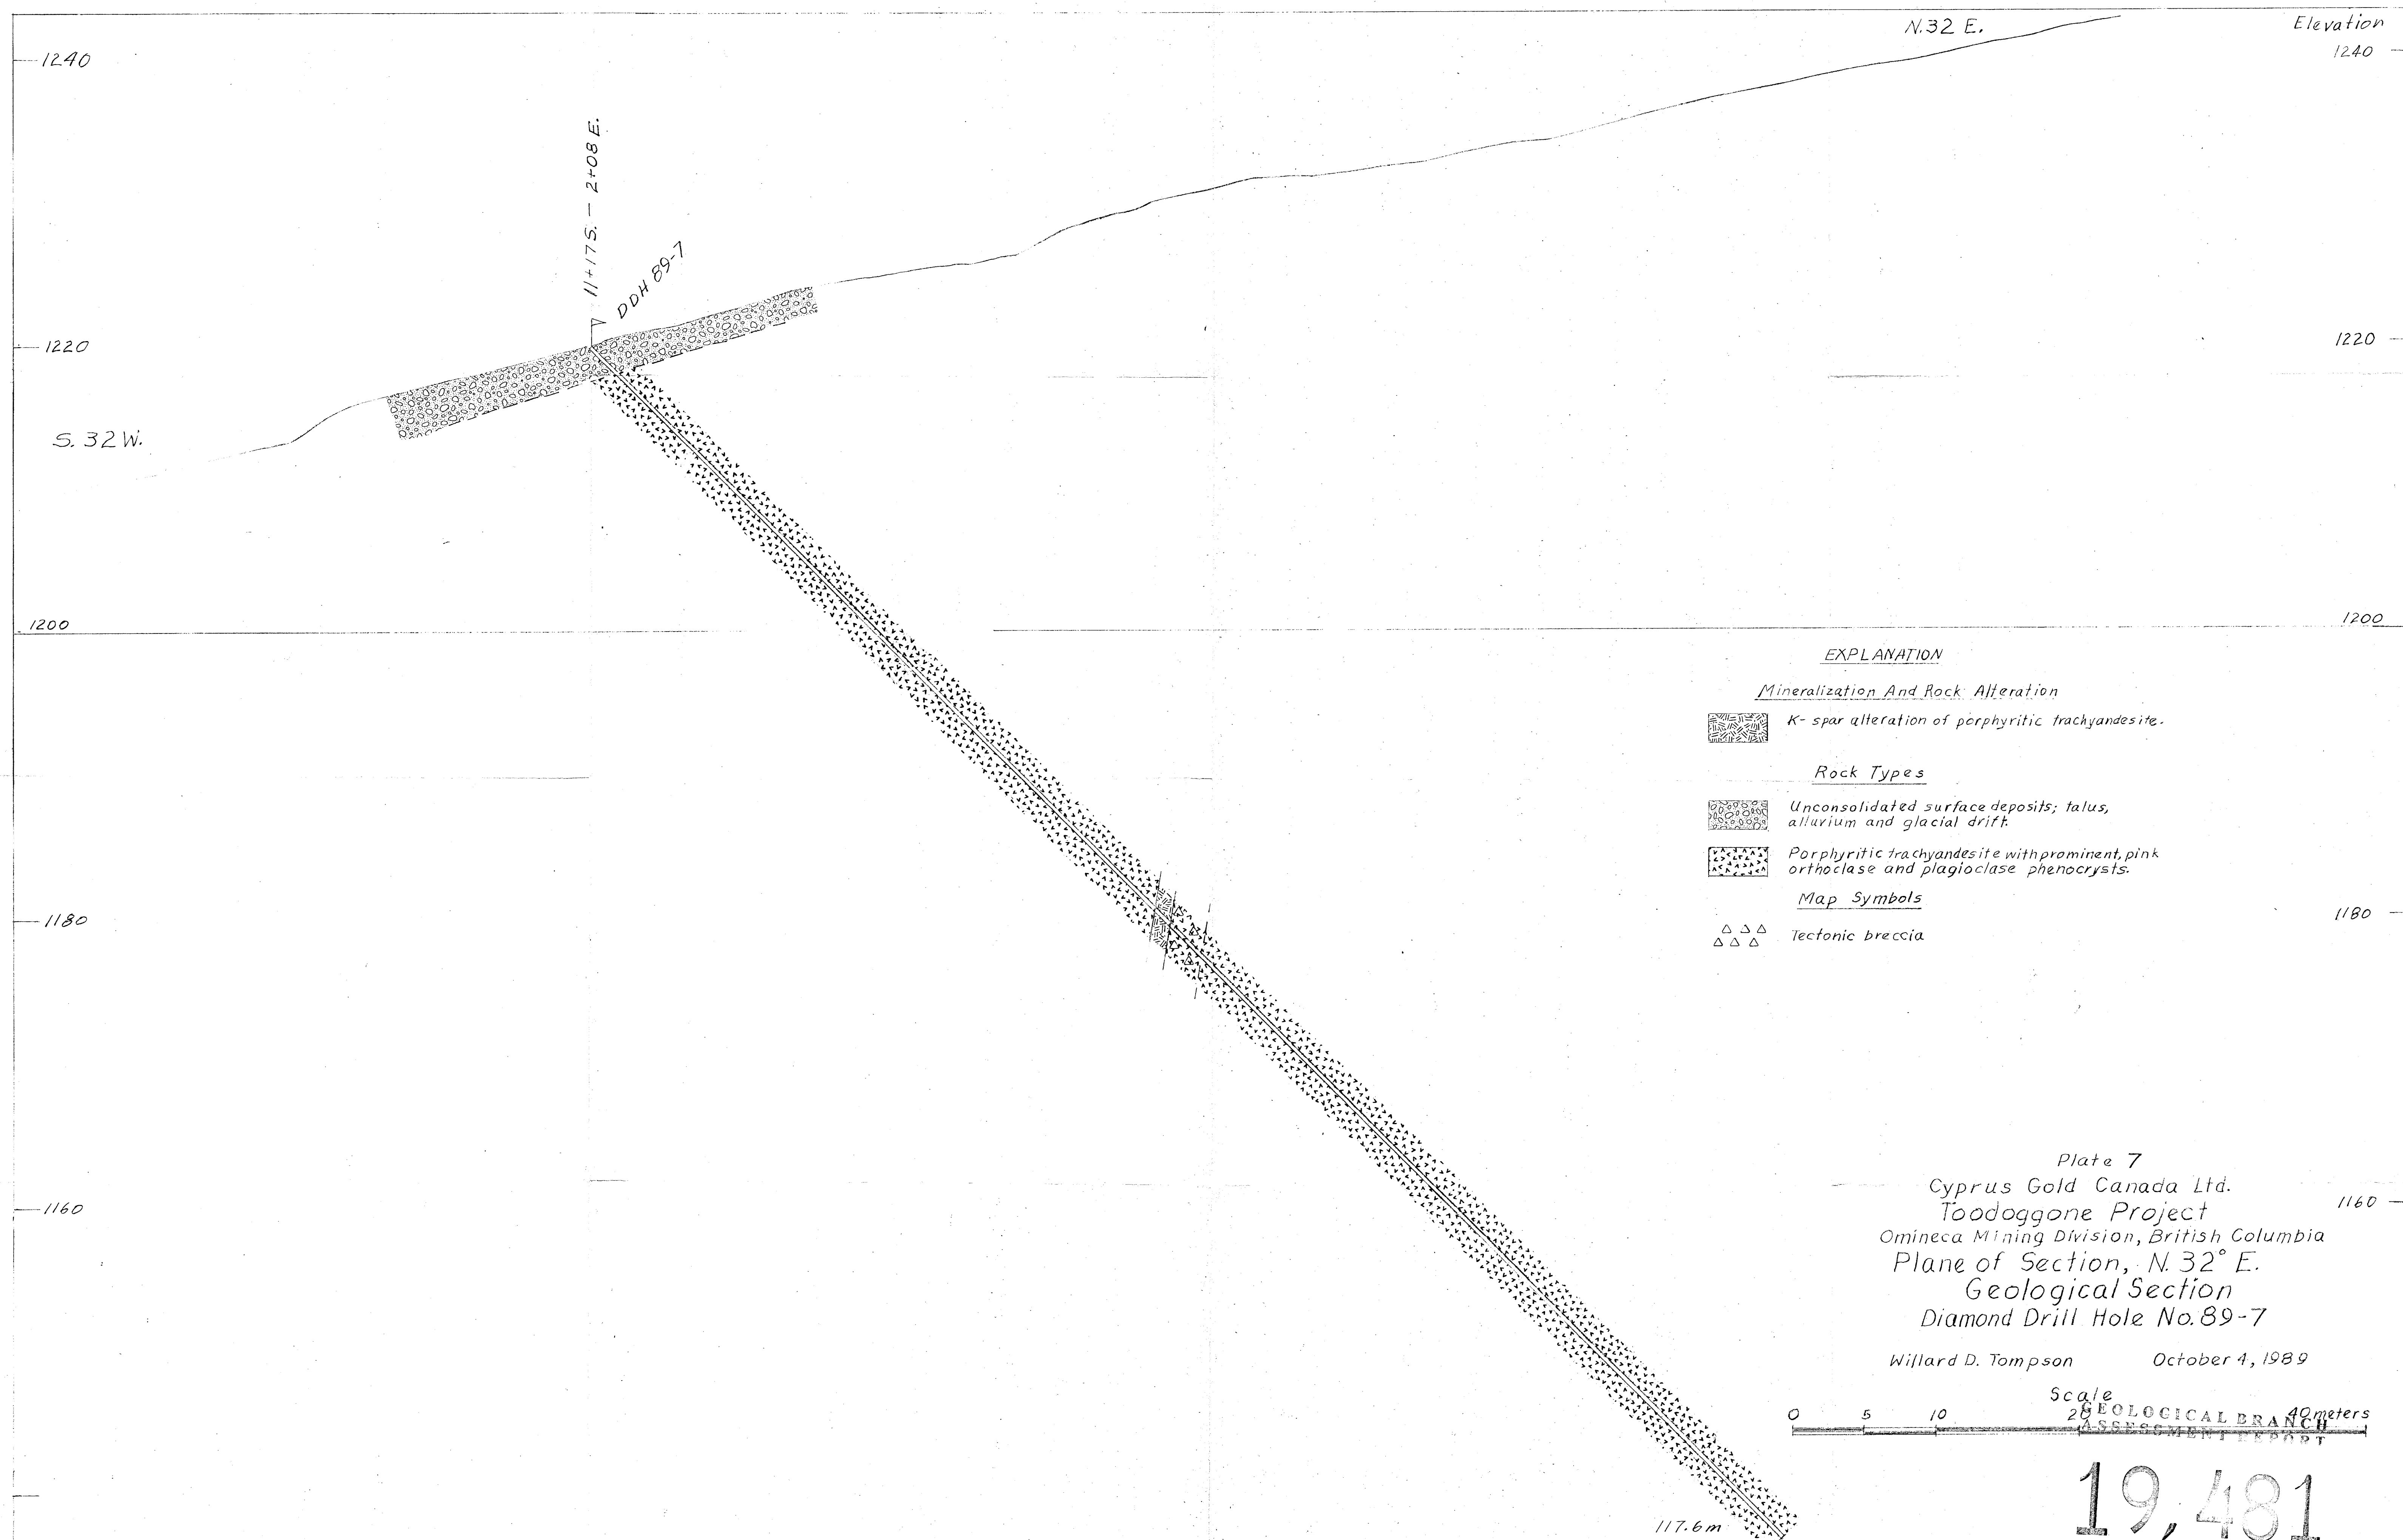 N.32 E.
Elevation
1240
1240
11+17 S. - 2+08 E.
DDH 89-7
1220
1220
S. 32 W.
1200
1200
EXPLANATION
Mineralization And Rock Alteration
K-spar alteration of porphyritic trachyandesite.
Rock Types
Unconsolidated surface deposits; talus,
alluvium and glacial drift.
Porphyritic trachyandesite with prominent, pink
orthoclase and plagioclase phenocrysts.
Map Symbols
Tectonic breccia
1180
1180
1160
1160
Plate 7
Cyprus Gold Canada Ltd.
Toodoggone Project
Omineca Mining Division, British Columbia
Plane of Section, N. 32° E.
Geological Section
Diamond Drill Hole No. 89-7
Willard D. Tompson October 4, 1989
Scale
0 5 10 20 40 meters
GEOLOGICAL BRANCH
ASSESSMENT REPORT
19,481
117.6m